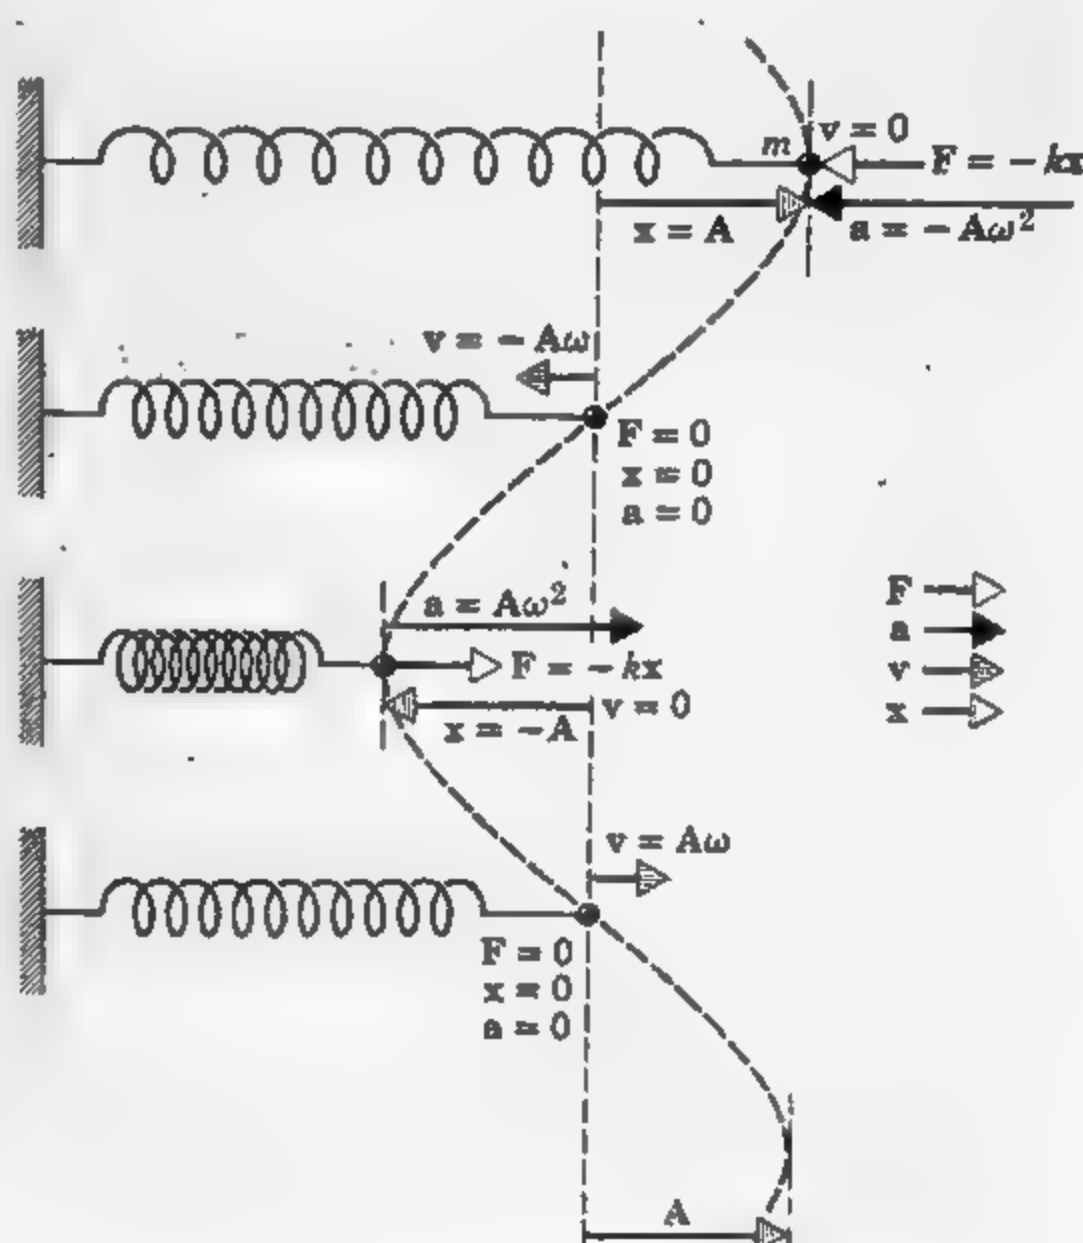 m
v = 0
F = −kx
x = A
a = −Aω²
v = −Aω
F = 0
x = 0
a = 0
a = Aω²
F = −kx
v = 0
x = −A
F
a
v
x
v = Aω
F = 0
x = 0
a = 0
A